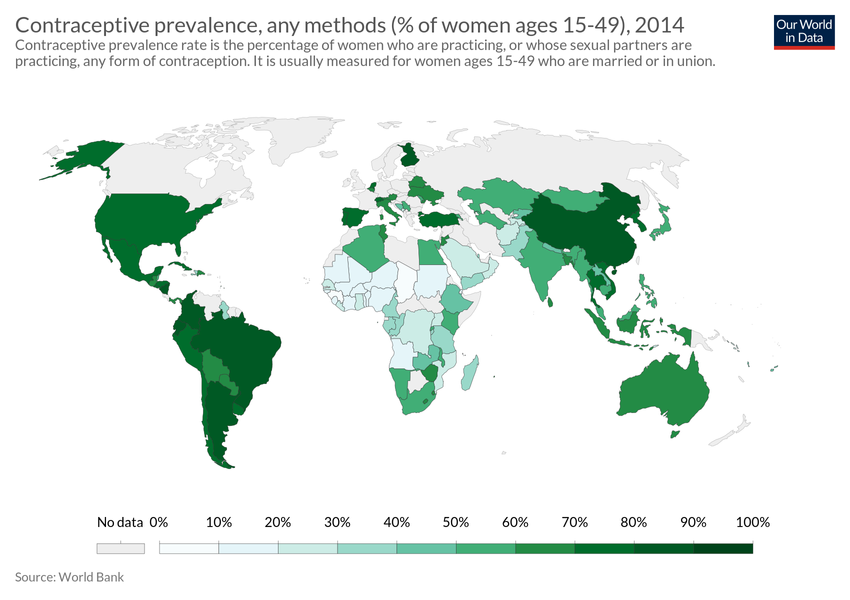 Contraceptive prevalence, any methods (% of women ages 15-49), 2014
Our World
in Data
Contraceptive prevalence rate is the percentage of women who are practicing, or whose sexual partners are
practicing, any form of contraception. It is usually measured for women ages 15-49 who are married or in union.
No data 0% 10% 20% 30% 40% 50% 60% 70% 80% 90% 100%
Source: World Bank